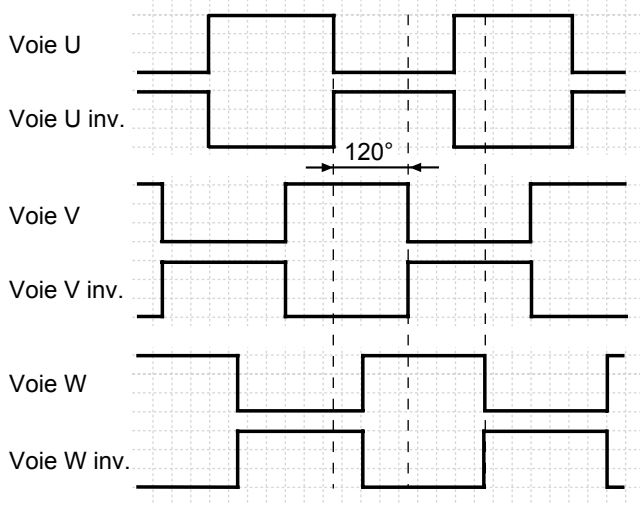 Voie U
Voie U inv.
120°
Voie V
Voie V inv.
Voie W
Voie W inv.